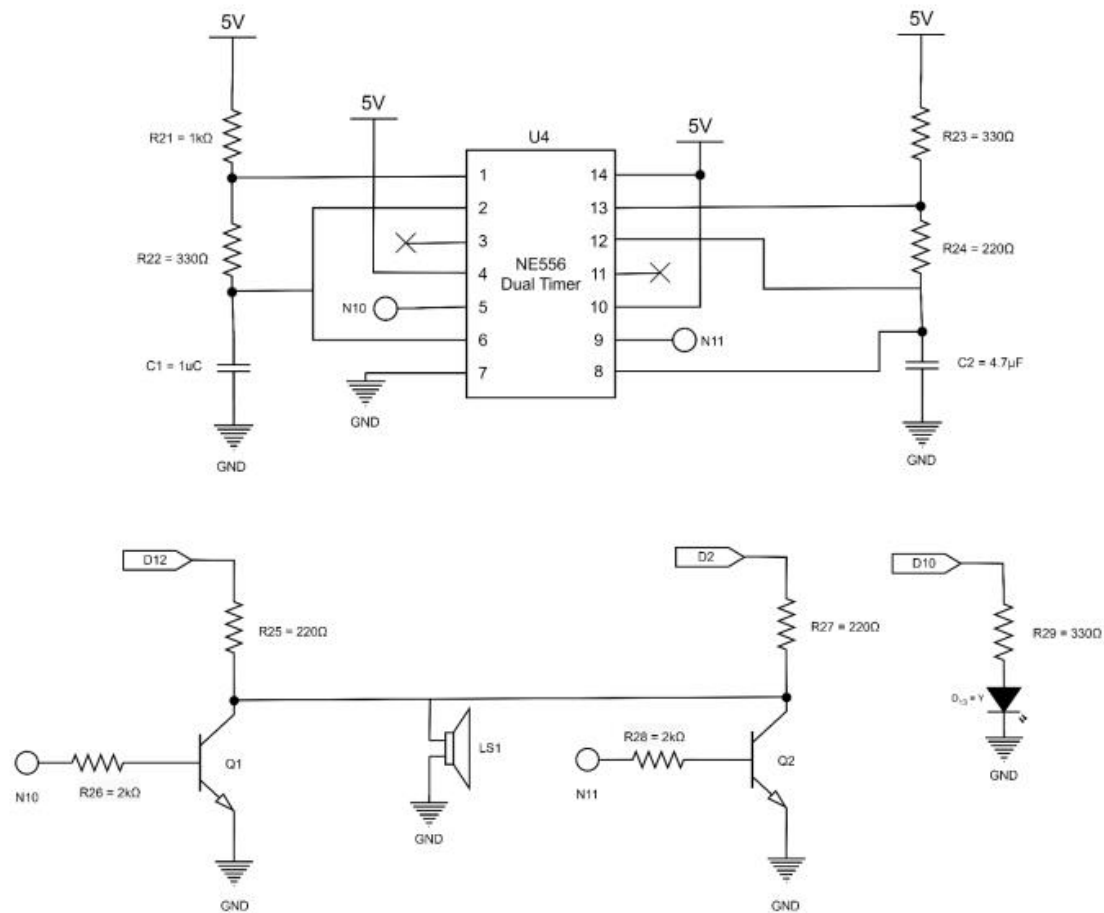 5V
5V
5V
5V
R21 = 1kΩ
U4
R23 = 330Ω
1
14
2
13
3
12
R22 = 330Ω
R24 = 220Ω
4
NE556
Dual Timer
11
N10
5
10
6
9
N11
C1 = 1uC
7
8
C2 = 4.7µF
GND
GND
GND
D12
D2
D10
R25 = 220Ω
R27 = 220Ω
R29 = 330Ω
D13 = Y
LS1
R28 = 2kΩ
Q1
Q2
N10
R26 = 2kΩ
N11
GND
GND
GND
GND